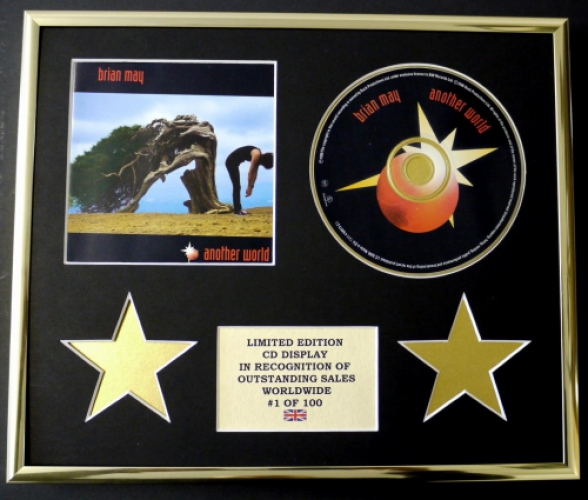 brian may
another world
brian may
another world
LIMITED EDITION
CD DISPLAY
IN RECOGNITION OF
OUTSTANDING SALES
WORLDWIDE
#1 OF 100